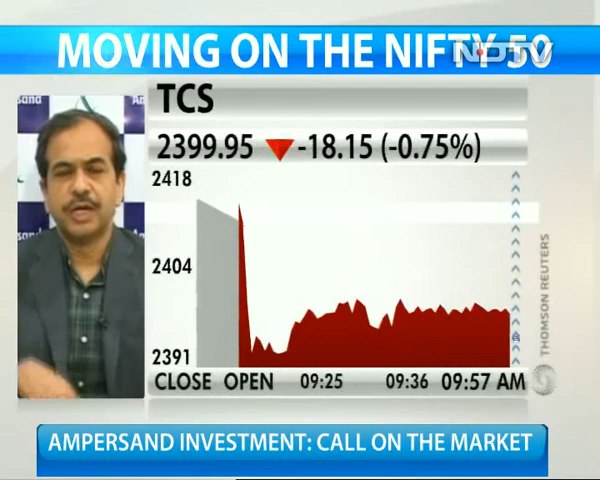 MOVING ON THE NIFTY 50
NDTV
TCS
2399.95 ▼ -18.15 (-0.75%)
2418
2404
2391
CLOSE OPEN 09:25 09:36 09:57 AM
THOMSON REUTERS
AMPERSAND INVESTMENT: CALL ON THE MARKET